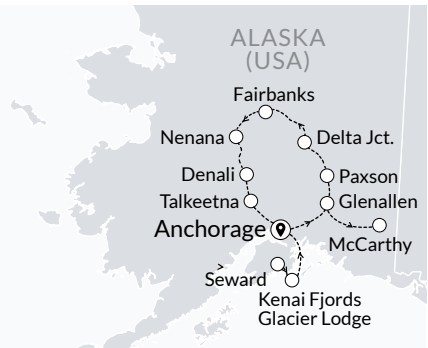 ALASKA
(USA)
Fairbanks
Nenana
Delta Jct.
Denali
Paxson
Talkeetna
Glenallen
Anchorage
McCarthy
Seward
Kenai Fjords
Glacier Lodge